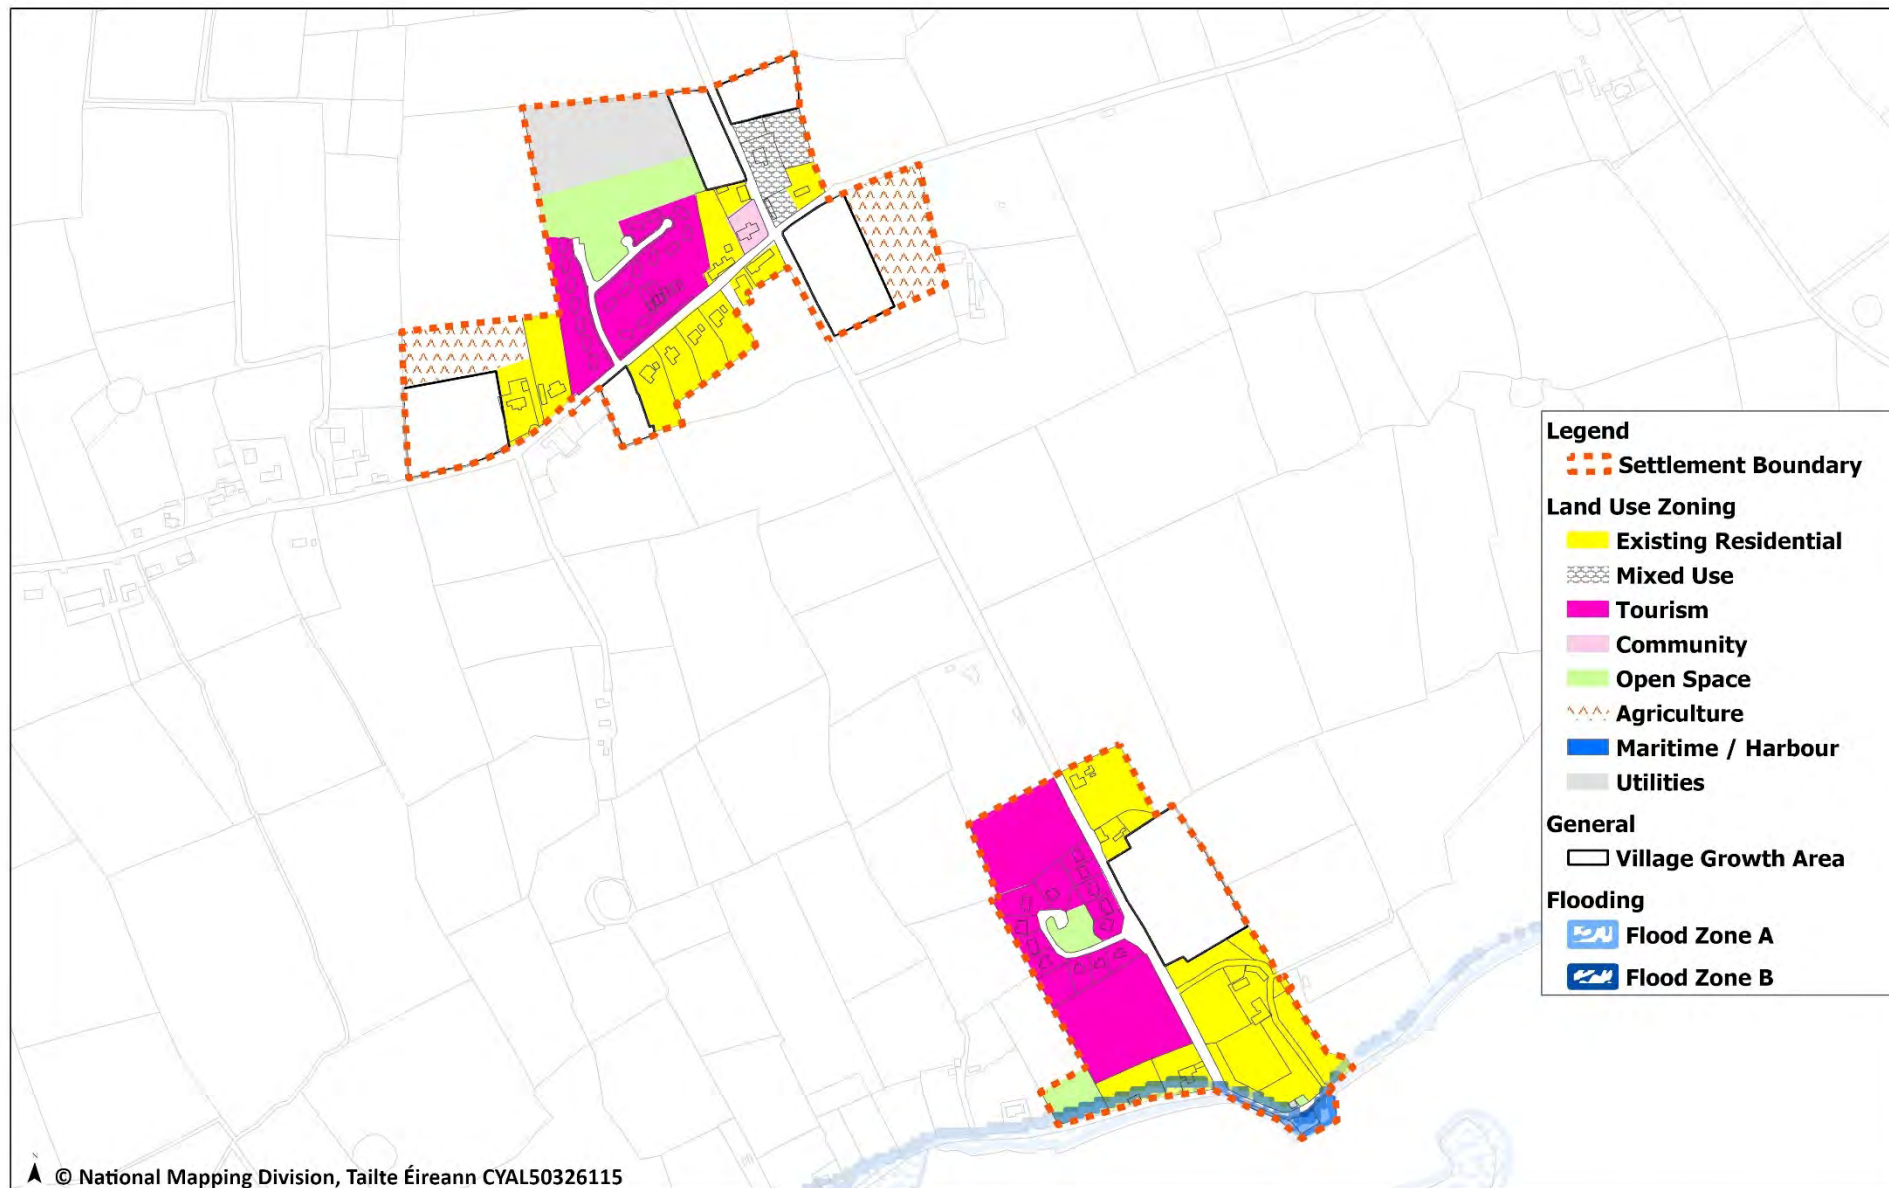 Legend
Settlement Boundary
Land Use Zoning
Existing Residential
Mixed Use
Tourism
Community
Open Space
Agriculture
Maritime / Harbour
Utilities
General
Village Growth Area
Flooding
Flood Zone A
Flood Zone B
N
© National Mapping Division, Tailte Éireann CYAL50326115